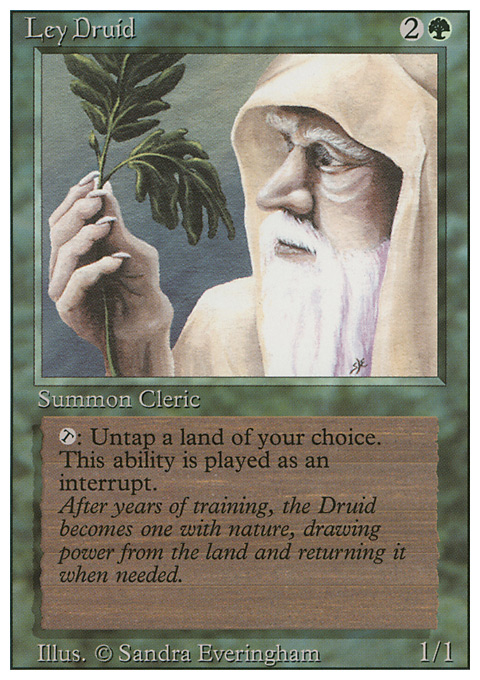 Ley Druid 2
Summon Cleric
T: Untap a land of your choice.
This ability is played as an
interrupt.
After years of training, the Druid
becomes one with nature, drawing
power from the land and returning it
when needed.
Illus. © Sandra Everingham 1/1